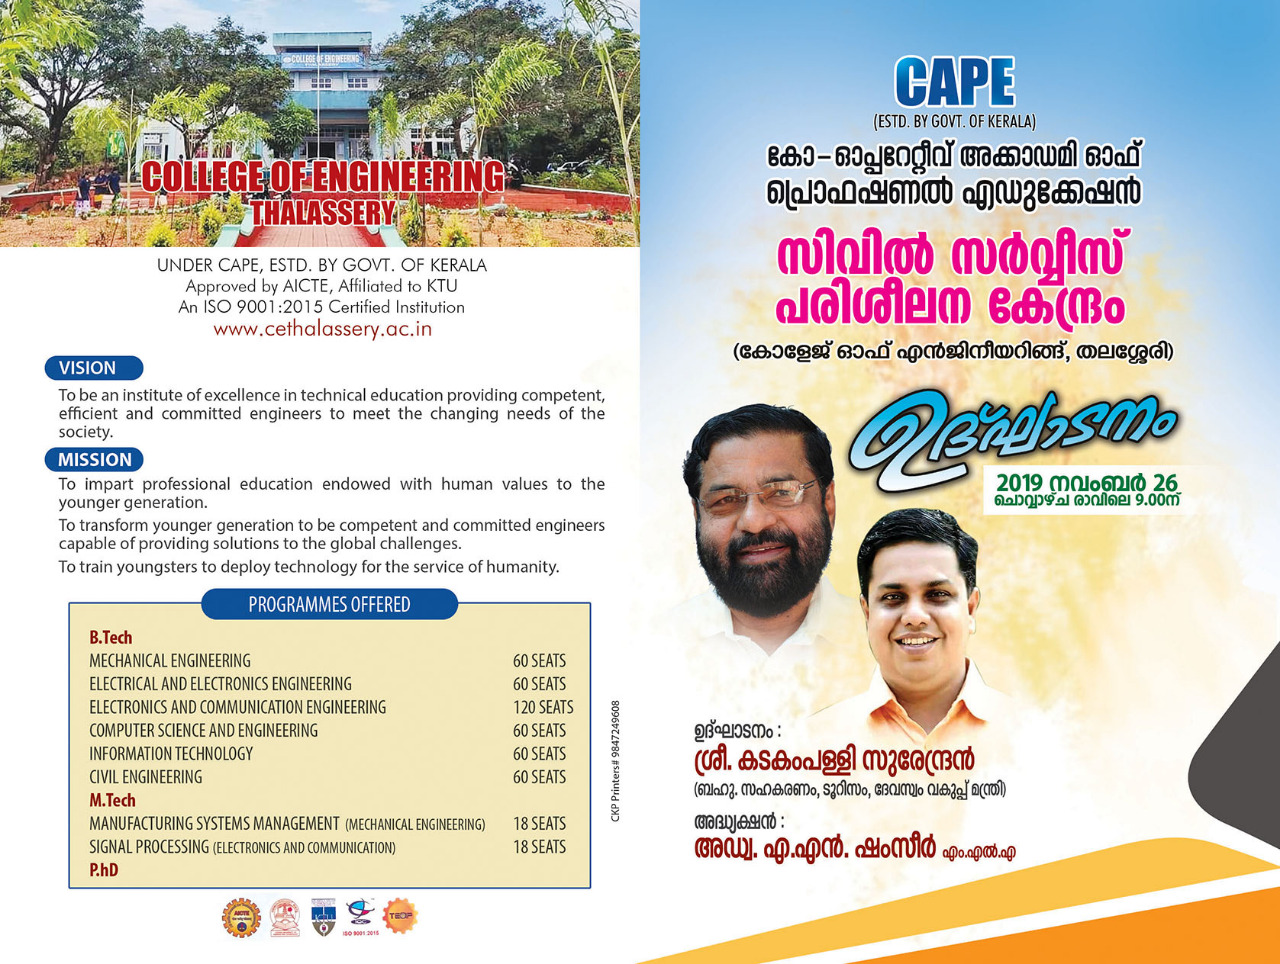 COLLEGE OF ENGINEERING
THALASSERY
COLLEGE OF ENGINEERING
THALASSERY
UNDER CAPE, ESTD. BY GOVT. OF KERALA
Approved by AICTE, Affiliated to KTU
An ISO 9001:2015 Certified Institution
www.cethalassery.ac.in
VISION
To be an institute of excellence in technical education providing competent,
efficient and committed engineers to meet the changing needs of the
society.
MISSION
To impart professional education endowed with human values to the
younger generation.
To transform younger generation to be competent and committed engineers
capable of providing solutions to the global challenges.
To train youngsters to deploy technology for the service of humanity.
PROGRAMMES OFFERED
B.Tech
MECHANICAL ENGINEERING 60 SEATS
ELECTRICAL AND ELECTRONICS ENGINEERING 60 SEATS
ELECTRONICS AND COMMUNICATION ENGINEERING 120 SEATS
COMPUTER SCIENCE AND ENGINEERING 60 SEATS
INFORMATION TECHNOLOGY 60 SEATS
CIVIL ENGINEERING 60 SEATS
M.Tech
MANUFACTURING SYSTEMS MANAGEMENT (MECHANICAL ENGINEERING) 18 SEATS
SIGNAL PROCESSING (ELECTRONICS AND COMMUNICATION) 18 SEATS
P.hD
AICTE
ISO 9001:2015
TEQIP
CKP Printers# 9847249608
CAPE
(ESTD. BY GOVT. OF KERALA)
കോ-ഓപ്പറേറ്റീവ് അക്കാഡമി ഓഫ്
പ്രൊഫഷണൽ എഡുക്കേഷൻ
സിവിൽ സർവ്വീസ്
പരിശീലന കേന്ദ്രം
(കോളേജ് ഓഫ് എൻജിനീയറിങ്ങ്, തലശ്ശേരി)
ഉദ്ഘാടനം
2019 നവംബർ 26
ചൊവ്വാഴ്ച രാവിലെ 9.00ന്
ഉദ്ഘാടനം :
ശ്രീ. കടകംപള്ളി സുരേന്ദ്രൻ
(ബഹു. സഹകരണം, ടൂറിസം, ദേവസ്വം വകുപ്പ് മന്ത്രി)
അദ്ധ്യക്ഷൻ :
അഡ്വ. എ.എൻ. ഷംസീർ എം.എൽ.എ